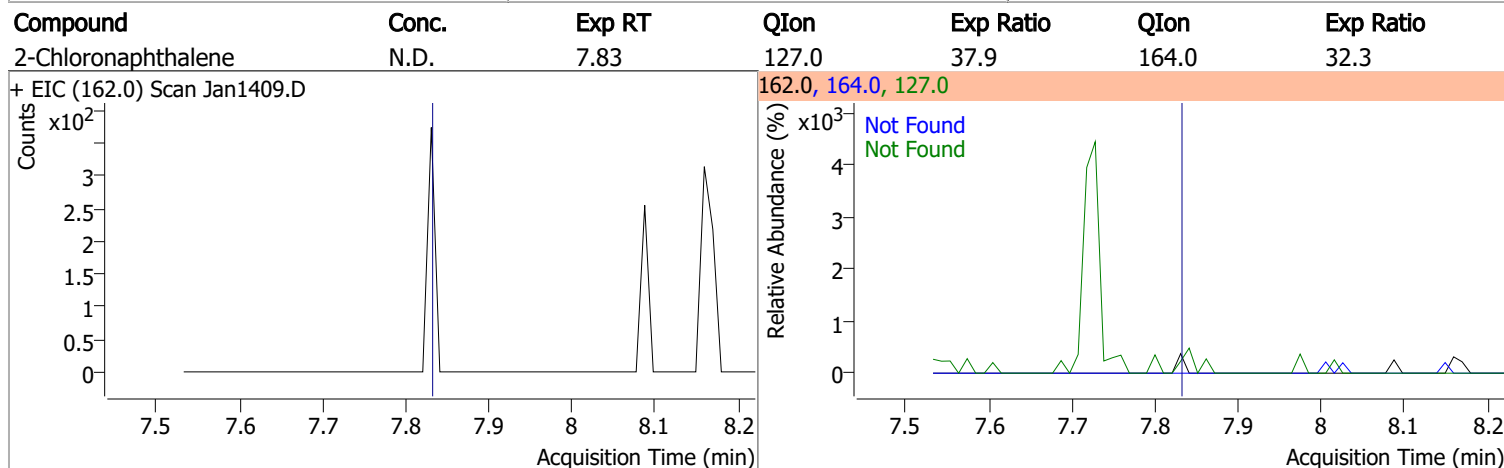 Compound Conc. Exp RT QIon Exp Ratio QIon Exp Ratio
2-Chloronaphthalene N.D. 7.83 127.0 37.9 164.0 32.3
+ EIC (162.0) Scan Jan1409.D
Counts
x10²
3
2.5
2
1.5
1
0.5
0
7.5 7.6 7.7 7.8 7.9 8 8.1 8.2
Acquisition Time (min)
162.0, 164.0, 127.0
Relative Abundance (%)
x10³
Not Found
Not Found
4
3
2
1
0
7.5 7.6 7.7 7.8 7.9 8 8.1 8.2
Acquisition Time (min)